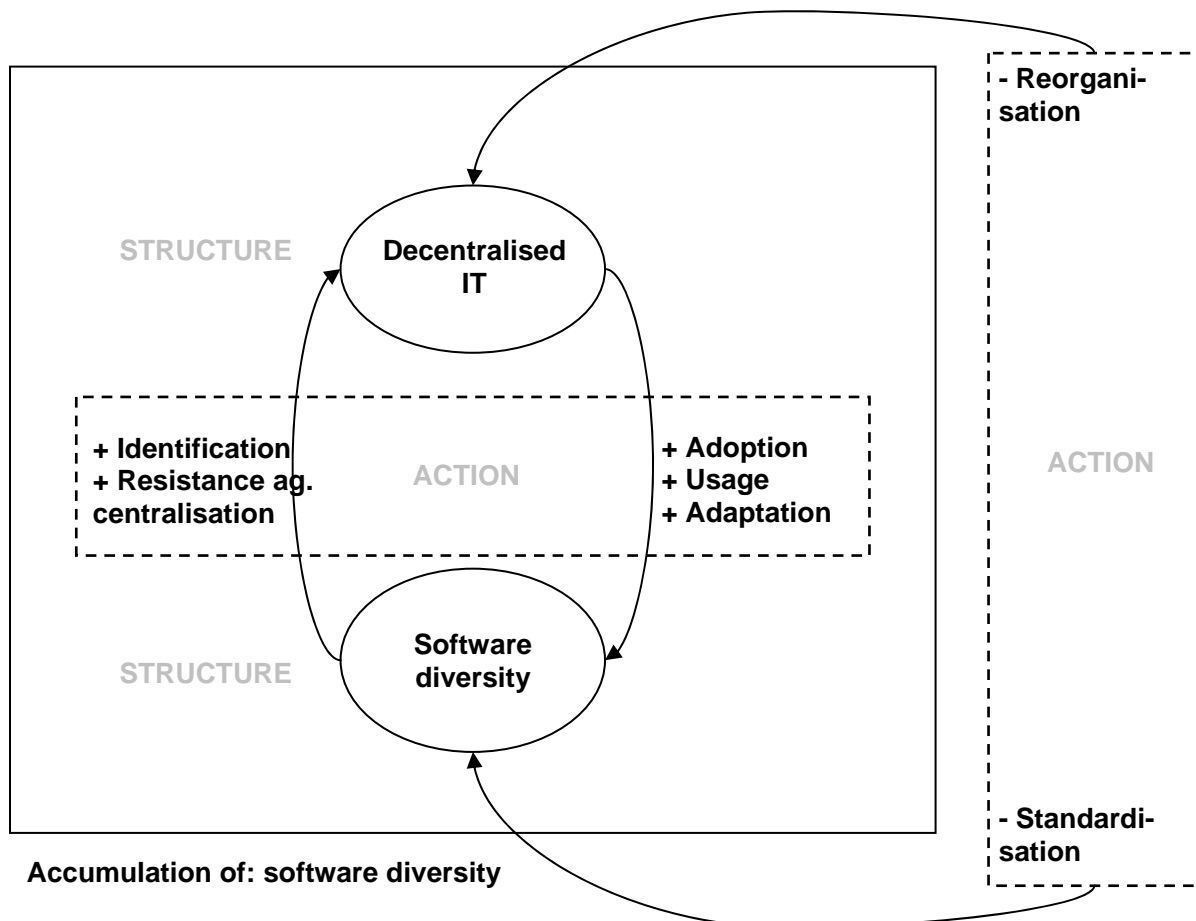 - Reorgani-
sation
STRUCTURE
Decentralised
IT
+ Identification
+ Resistance ag.
centralisation
ACTION
+ Adoption
+ Usage
+ Adaptation
ACTION
STRUCTURE
Software
diversity
- Standardi-
sation
Accumulation of: software diversity